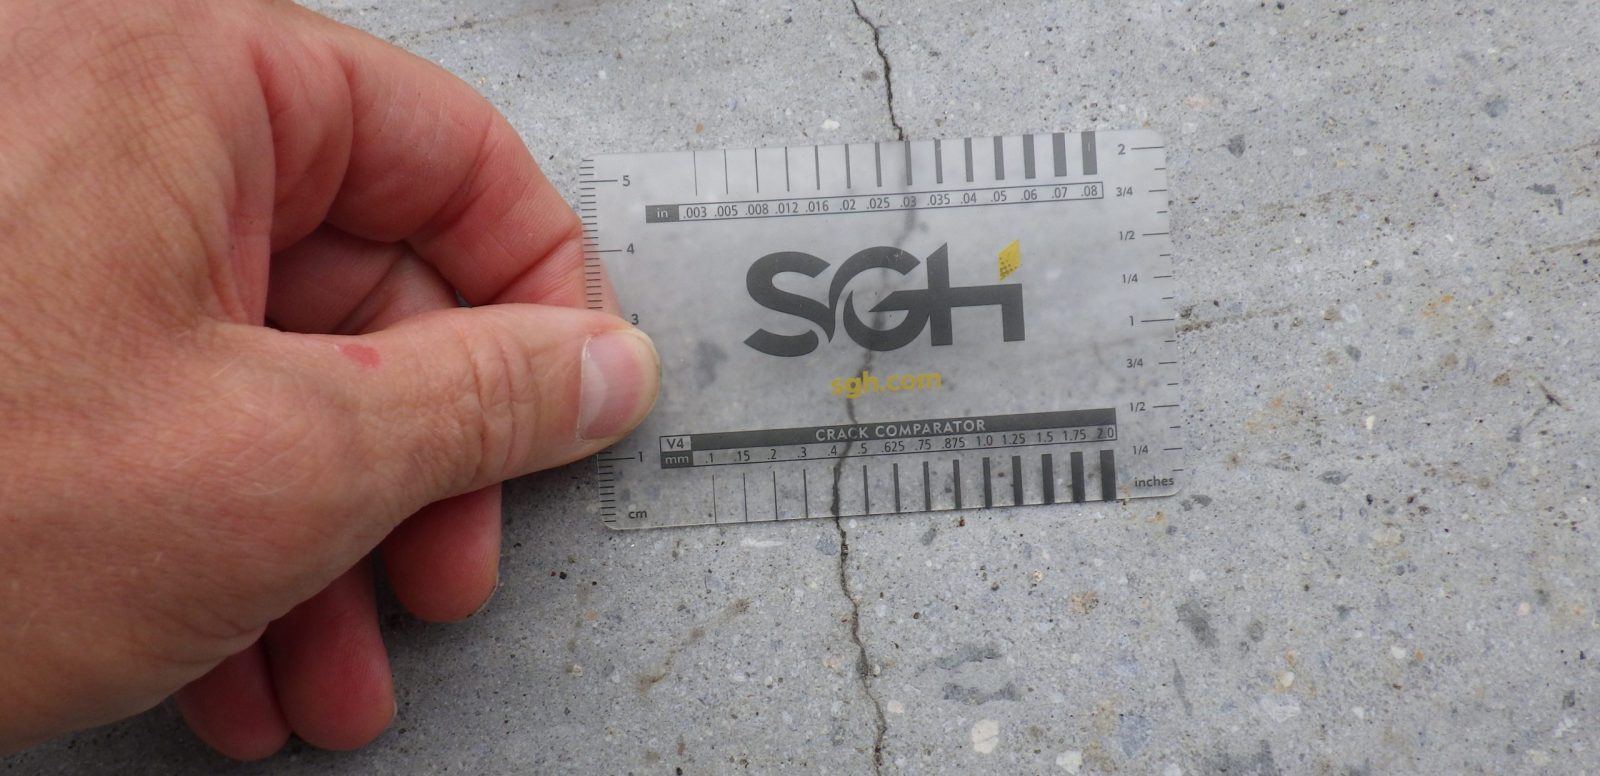 5
in .003 .005 .008 .012 .016 .02 .025 .03 .035 .04 .05 .06 .07 .08
2
3/4
4
1/2
1/4
SGH
3
1
sgh.com
3/4
1/2
CRACK COMPARATOR
V4
mm .1 .15 .2 .3 .4 .5 .625 .75 .875 1.0 1.25 1.5 1.75 2.0
1
1/4
cm
inches